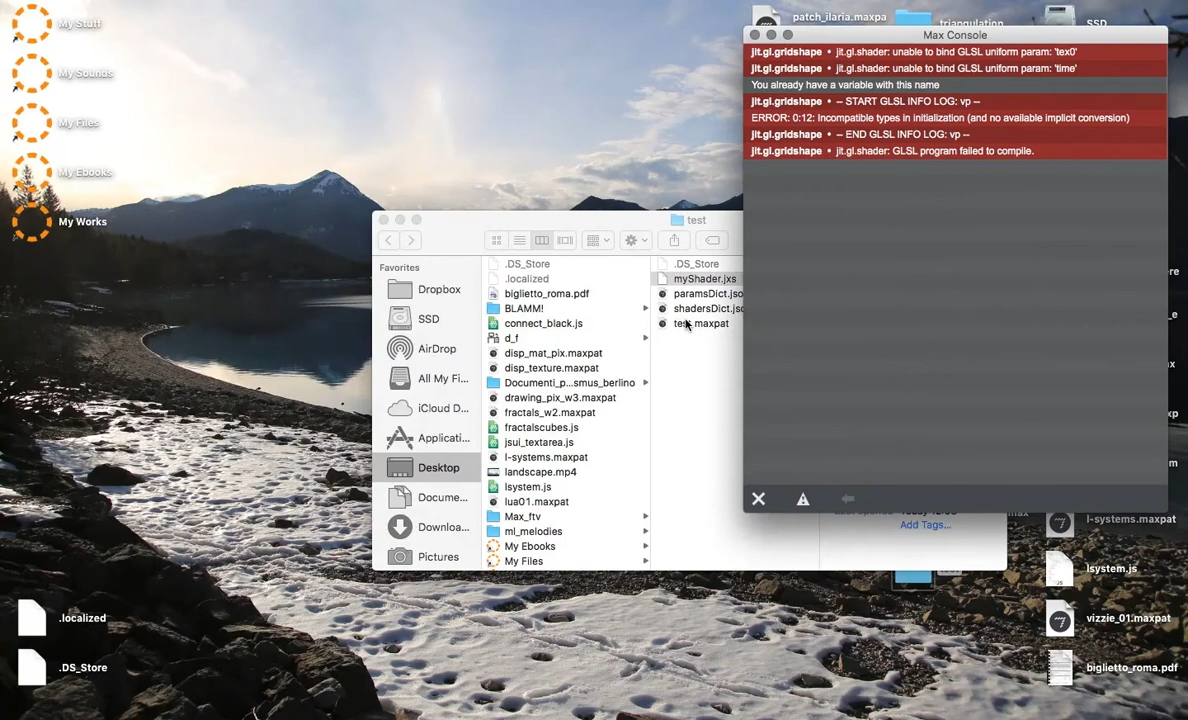 My Stuff
My Sounds
My Files
My Ebooks
My Works
.localized
.DS_Store
patch_ilaria.maxpa
triangulation
SSD
Max Console
jit.gl.gridshape • jit.gl.shader: unable to bind GLSL uniform param: 'tex0'
jit.gl.gridshape • jit.gl.shader: unable to bind GLSL uniform param: 'time'
You already have a variable with this name
jit.gl.gridshape • -- START GLSL INFO LOG: vp --
ERROR: 0:12: Incompatible types in initialization (and no available implicit conversion)
jit.gl.gridshape • -- END GLSL INFO LOG: vp --
jit.gl.gridshape • jit.gl.shader: GLSL program failed to compile.
test
Favorites
Dropbox
SSD
AirDrop
All My Fi...
iCloud D...
Applicati...
Desktop
Docume...
Downloa...
Pictures
.DS_Store
.localized
biglietto_roma.pdf
BLAMM!
connect_black.js
d_f
disp_mat_pix.maxpat
disp_texture.maxpat
Documenti_p...smus_berlino
drawing_pix_w3.maxpat
fractals_w2.maxpat
fractalscubes.js
jsui_textarea.js
l-systems.maxpat
landscape.mp4
lsystem.js
lua01.maxpat
Max_ftv
ml_melodies
My Ebooks
My Files
.DS_Store
myShader.jxs
paramsDict.jso
shadersDict.jso
test.maxpat
Add Tags...
max
l-systems.maxpat
lsystem.js
vizzie_01.maxpat
biglietto_roma.pdf